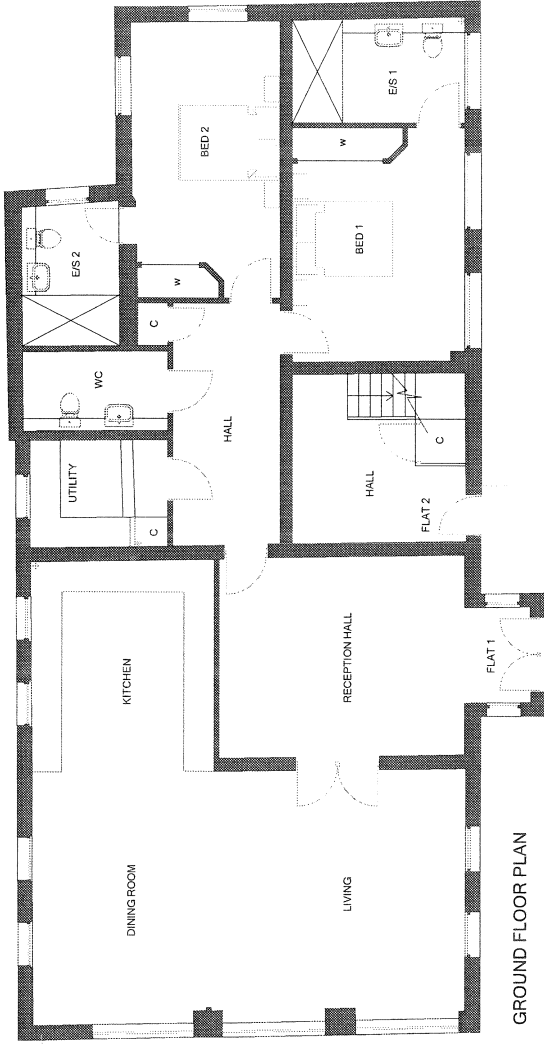 E/S 2
BED 2
E/S 1
w
w
BED 1
C
WC
HALL
UTILITY
C
HALL
C
FLAT 2
KITCHEN
RECEPTION HALL
FLAT 1
DINING ROOM
LIVING
GROUND FLOOR PLAN